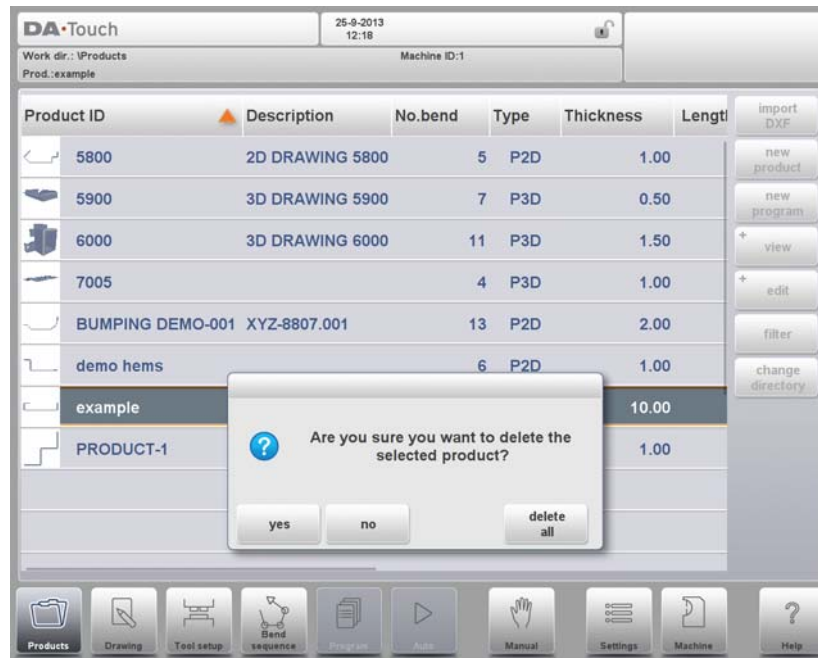 DA·Touch
25-9-2013
12:18
Work dir.: \Products
Machine ID:1
Prod.:example
Product ID Description No.bend Type Thickness Lengtl
5800 2D DRAWING 5800 5 P2D 1.00
5900 3D DRAWING 5900 7 P3D 0.50
6000 3D DRAWING 6000 11 P3D 1.50
7005 4 P3D 1.00
BUMPING DEMO-001 XYZ-8807.001 13 P2D 2.00
demo hems 6 P2D 1.00
example 10.00
PRODUCT-1 1.00
Are you sure you want to delete the
selected product?
yes no
delete
all
import
DXF
new
product
new
program
+ view
+ edit
filter
change
directory
Products
Drawing
Tool setup
Bend
sequence
Program
Auto
Manual
Settings
Machine
?
Help